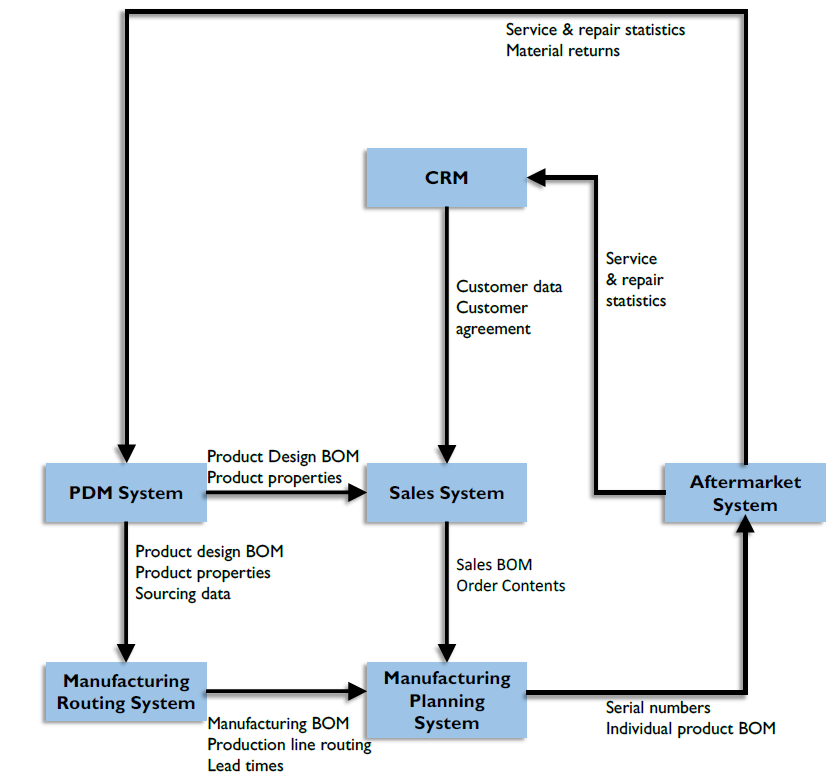 Service & repair statistics
Material returns
CRM
Service
& repair
statistics
Customer data
Customer
agreement
Product Design BOM
Product properties
PDM System
Sales System
Aftermarket
System
Product design BOM
Product properties
Sourcing data
Sales BOM
Order Contents
Manufacturing
Routing System
Manufacturing
Planning
System
Serial numbers
Individual product BOM
Manufacturing BOM
Production line routing
Lead times